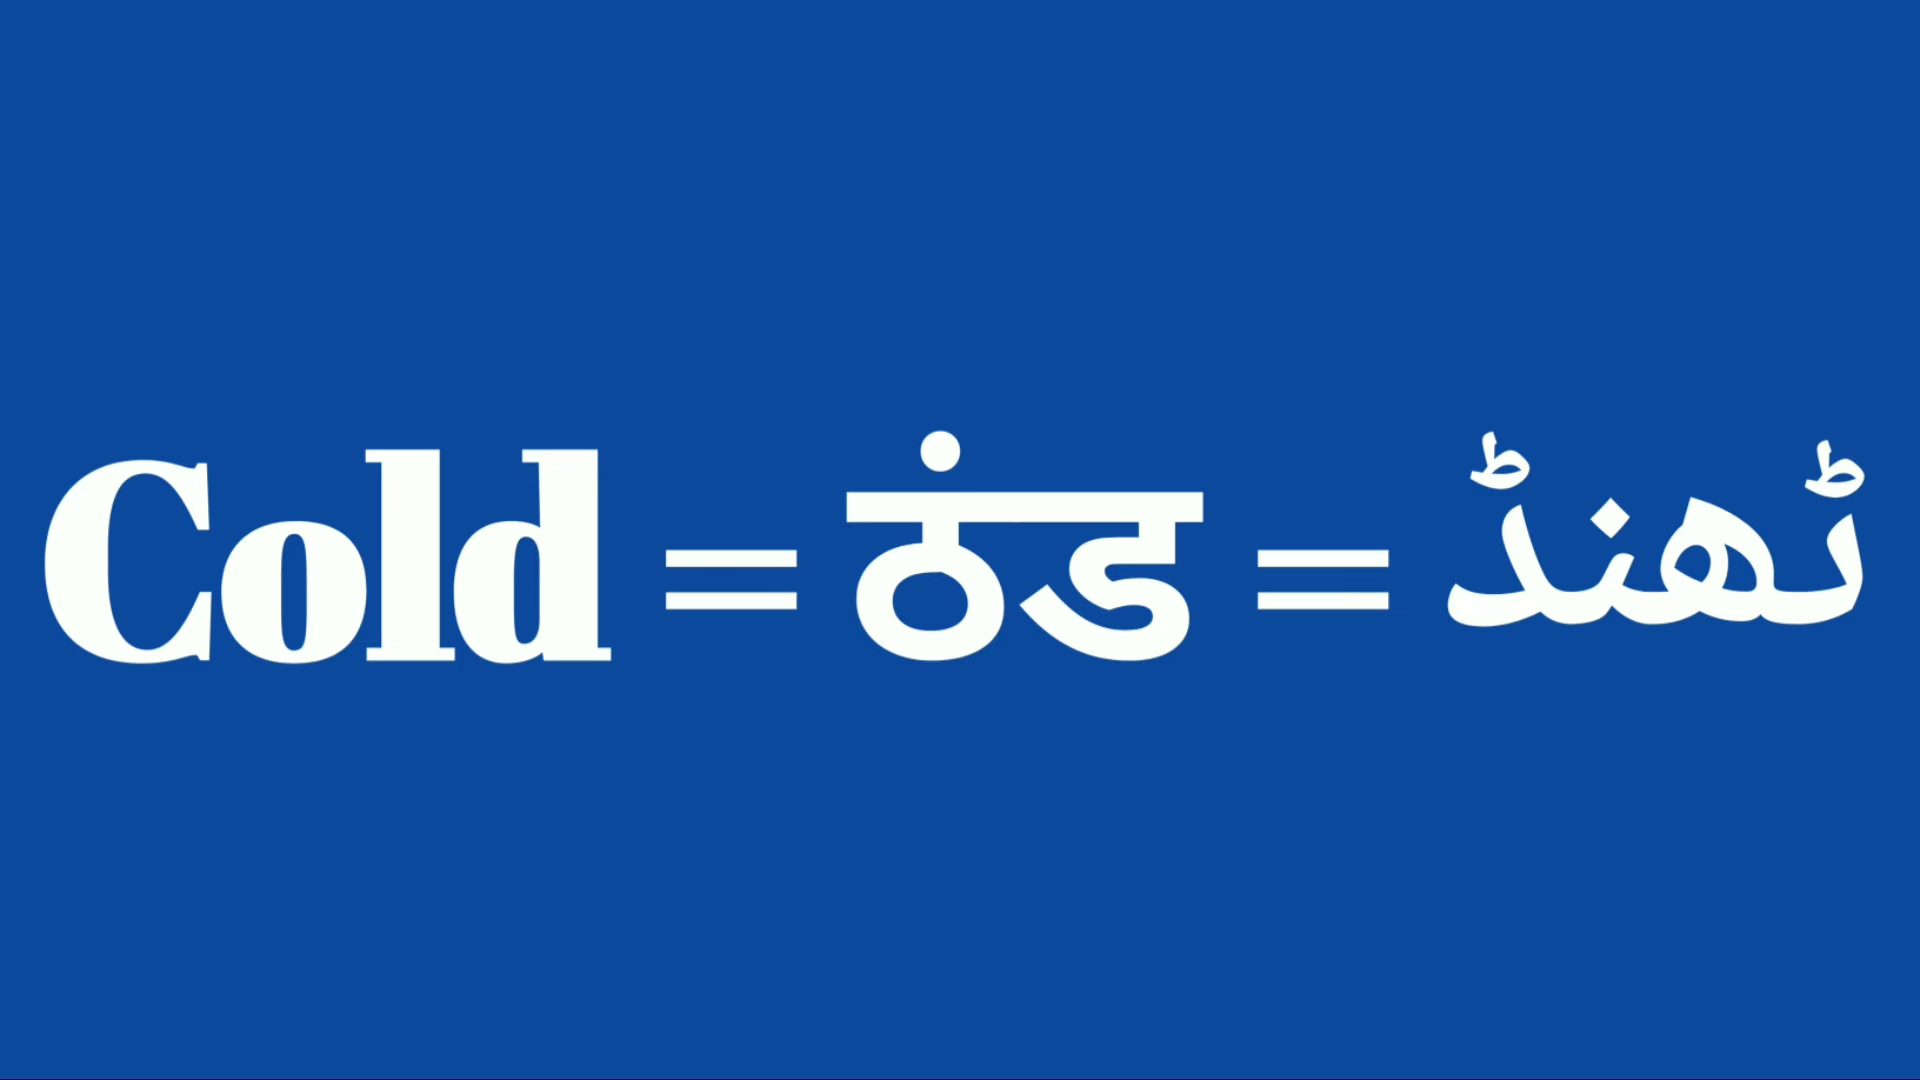 Cold = ठंड = ٹھنڈ